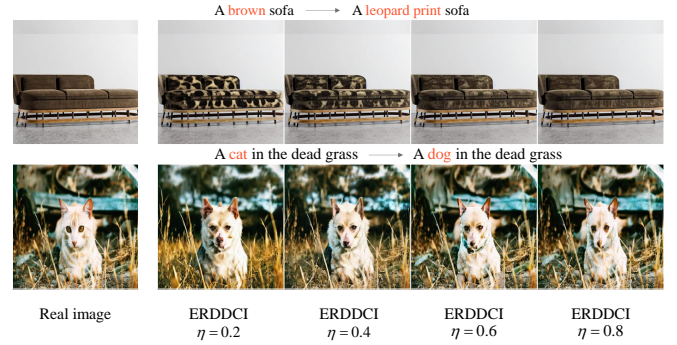 A brown sofa → A leopard print sofa
A cat in the dead grass → A dog in the dead grass
Real image ERDDCI ERDDCI ERDDCI ERDDCI
η = 0.2 η = 0.4 η = 0.6 η = 0.8